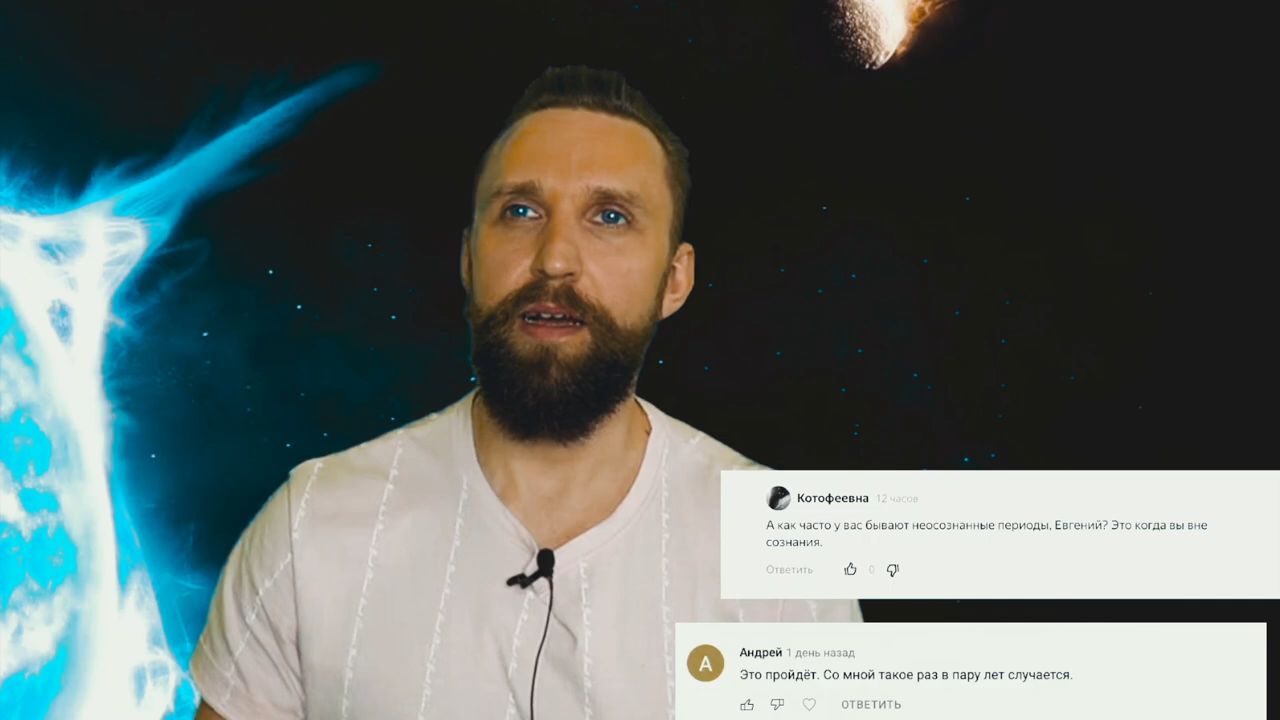 Котофеевна 12 часов
А как часто у вас бывают неосознанные периоды, Евгений? Это когда вы вне
сознания.
Ответить 0
А
Андрей 1 день назад
Это пройдёт. Со мной такое раз в пару лет случается.
ОТВЕТИТЬ